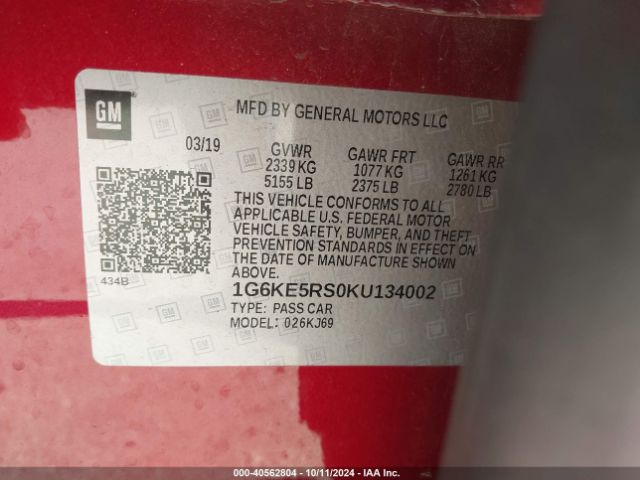 GM
MFD BY GENERAL MOTORS LLC
03/19
GVWR GAWR FRT GAWR RR
2339 KG 1077 KG 1261 KG
5155 LB 2375 LB 2780 LB
THIS VEHICLE CONFORMS TO ALL
APPLICABLE U.S. FEDERAL MOTOR
VEHICLE SAFETY, BUMPER, AND THEFT
PREVENTION STANDARDS IN EFFECT ON
THE DATE OF MANUFACTURE SHOWN
ABOVE.
434B
1G6KE5RS0KU134002
TYPE: PASS CAR
MODEL: 026KJ69
000-40562804 - 10/11/2024 - IAA Inc.